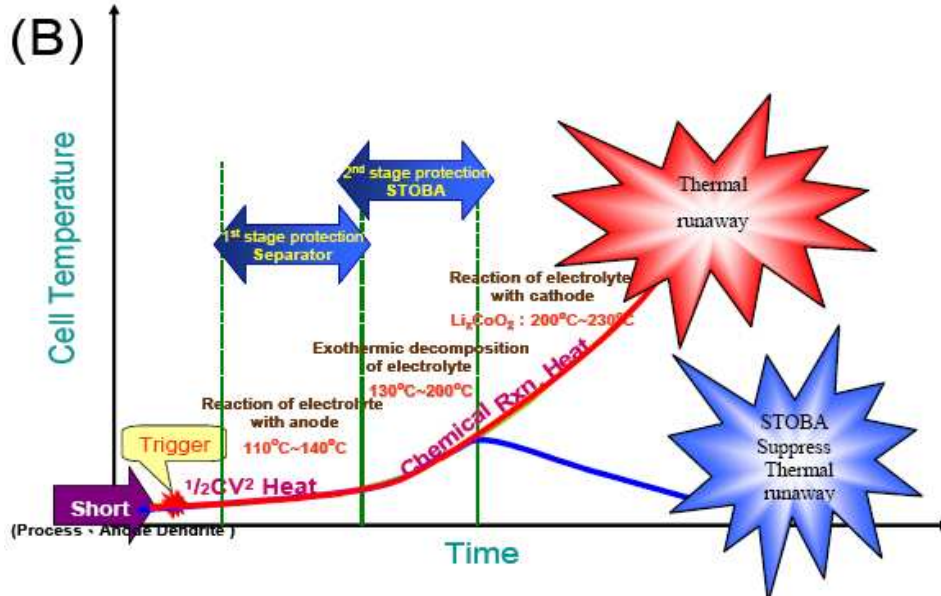 (B)
Cell Temperature
2nd stage protection
STOBA
1st stage protection
Separator
Thermal
runaway
Reaction of electrolyte
with cathode
LixCoO2 : 200°C~230°C
Exothermic decomposition
of electrolyte
130°C~200°C
Reaction of electrolyte
with anode
110°C~140°C
Chemical Rxn. Heat
Trigger
1/2CV2 Heat
Short
(Process、Anode Dendrite )
STOBA
Suppress
Thermal
runaway
Time